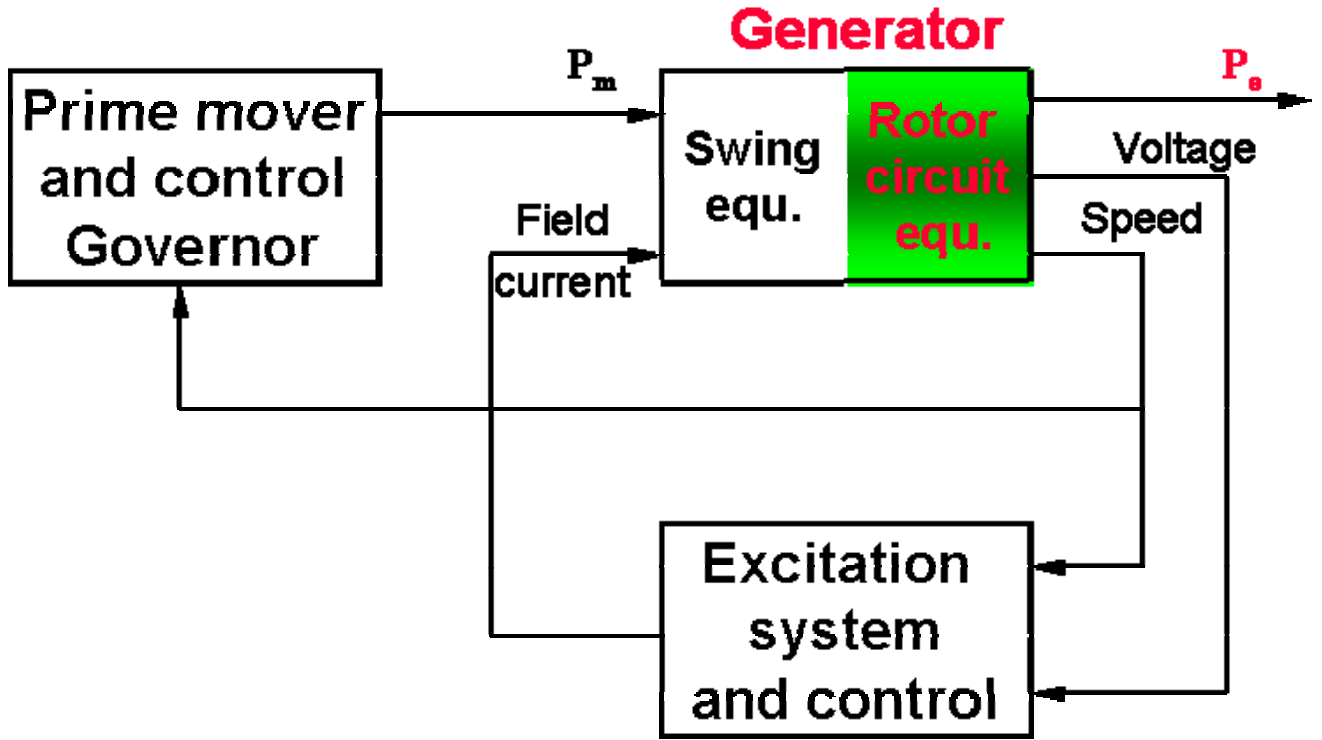 Generator
Pm
Pe
Prime mover
and control
Governor
Swing
equ.
Rotor
circuit
equ.
Voltage
Speed
Field
current
Excitation
system
and control